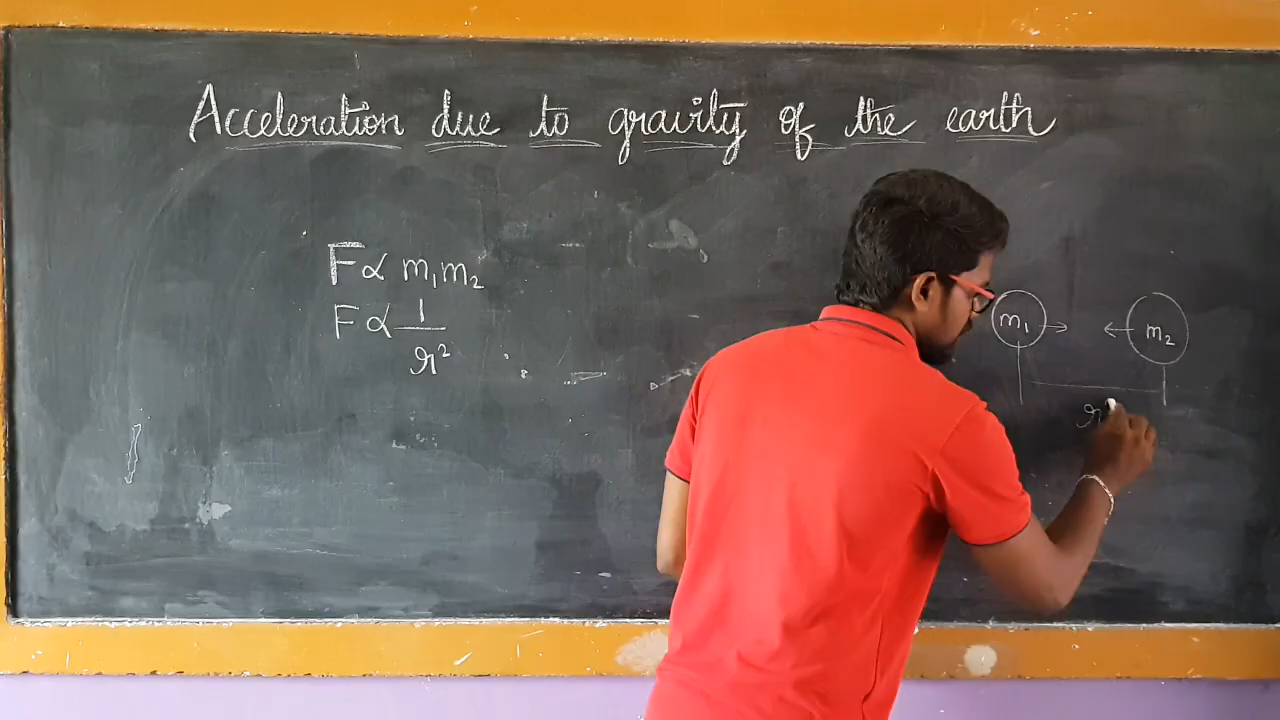 Acceleration due to gravity of the earth
F ∝ m₁m₂
F ∝ 1/r²
m₁ m₂
r